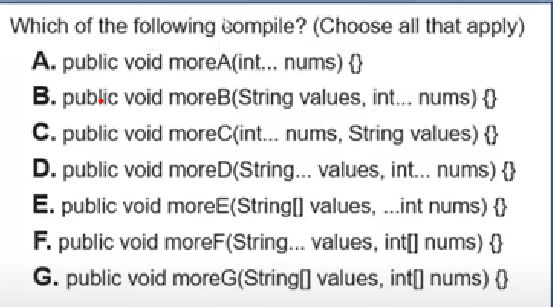 Which of the following compile? (Choose all that apply)
A. public void moreA(int... nums) {}
B. public void moreB(String values, int... nums) {}
C. public void moreC(int... nums, String values) {}
D. public void moreD(String... values, int... nums) {}
E. public void moreE(String[] values, ...int nums) {}
F. public void moreF(String... values, int[] nums) {}
G. public void moreG(String[] values, int[] nums) {}